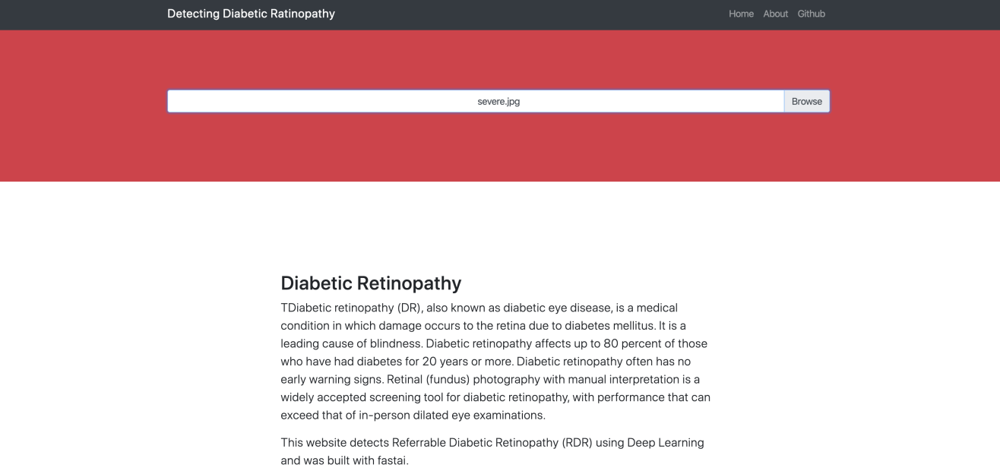 Detecting Diabetic Ratinopathy
Home About Github
severe.jpg Browse
Diabetic Retinopathy
TDiabetic retinopathy (DR), also known as diabetic eye disease, is a medical
condition in which damage occurs to the retina due to diabetes mellitus. It is a
leading cause of blindness. Diabetic retinopathy affects up to 80 percent of those
who have had diabetes for 20 years or more. Diabetic retinopathy often has no
early warning signs. Retinal (fundus) photography with manual interpretation is a
widely accepted screening tool for diabetic retinopathy, with performance that can
exceed that of in-person dilated eye examinations.
This website detects Referrable Diabetic Retinopathy (RDR) using Deep Learning
and was built with fastai.